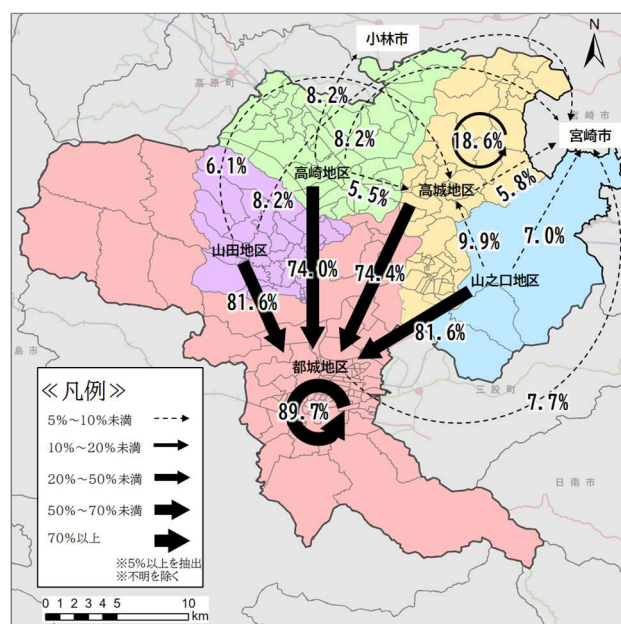 小林市
N
高原町
宮崎市
8.2%
宮崎市
8.2%
18.6%
6.1%
高崎地区
5.5%
高城地区
5.8%
8.2%
山田地区
9.9%
7.0%
74.0%
74.4%
山之口地区
81.6%
81.6%
都城地区
三股町
島市
89.7%
7.7%
日南市
≪凡例≫
5%～10%未満
10%～20%未満
20%～50%未満
50%～70%未満
70%以上
※5%以上を抽出
※不明を除く
0 1 2 3 4 5 10
km